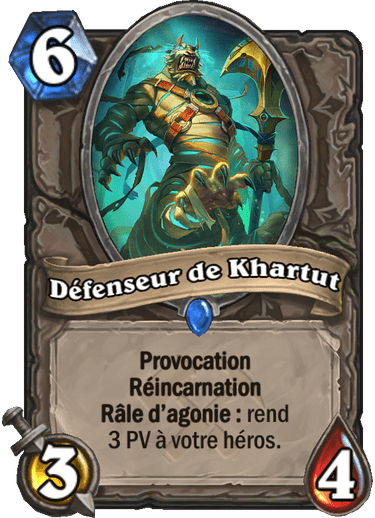 6
Défenseur de Khartut
Provocation
Réincarnation
Râle d’agonie : rend
3 PV à votre héros.
3
4